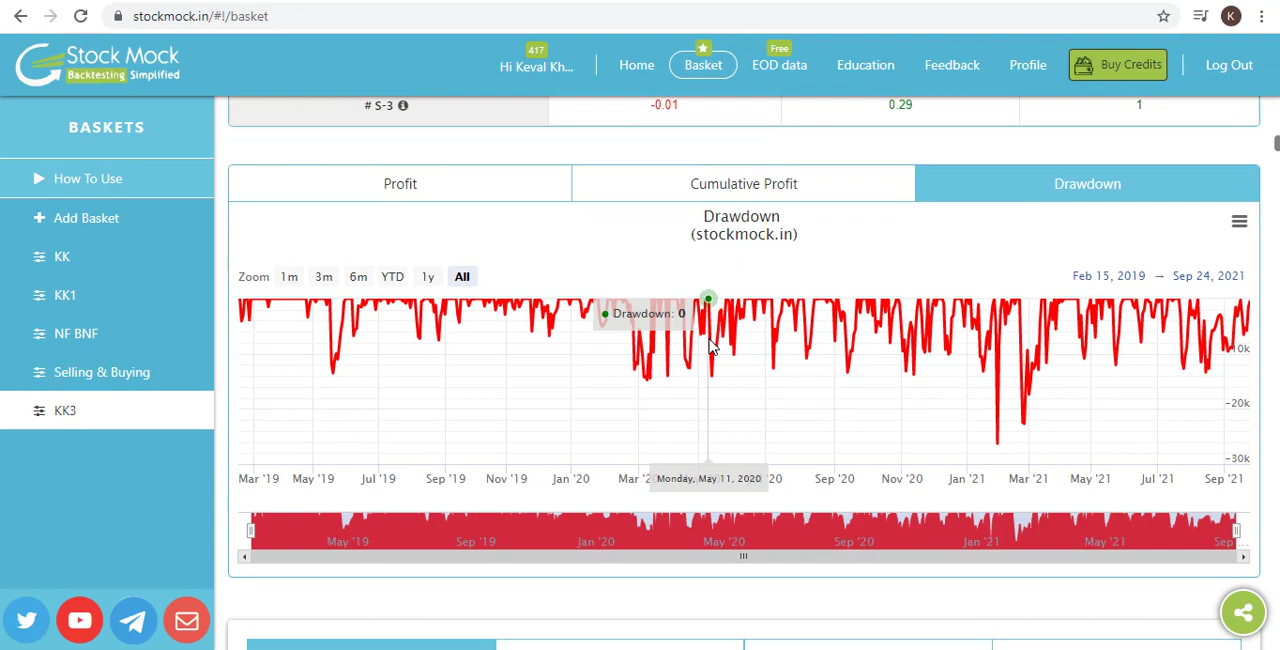 stockmock.in/#!/basket
K
Stock Mock
Backtesting Simplified
417
Hi Keval Kh...
Home
Basket
Free
EOD data
Education
Feedback
Profile
Buy Credits
Log Out
BASKETS
How To Use
Add Basket
KK
KK1
NF BNF
Selling & Buying
KK3
# S-3
-0.01
0.29
1
Profit
Cumulative Profit
Drawdown
Drawdown
(stockmock.in)
Zoom 1m 3m 6m YTD 1y All
Feb 15, 2019 → Sep 24, 2021
Drawdown: 0
-20k
-30k
Mar '19 May '19 Jul '19 Sep '19 Nov '19 Jan '20 Sep '20 Nov '20 Jan '21 Mar '21 May '21 Jul '21 Sep '21
Monday, May 11, 2020
May '19 Sep '19 Jan '20 May '20 Sep '20 Jan '21 May '21